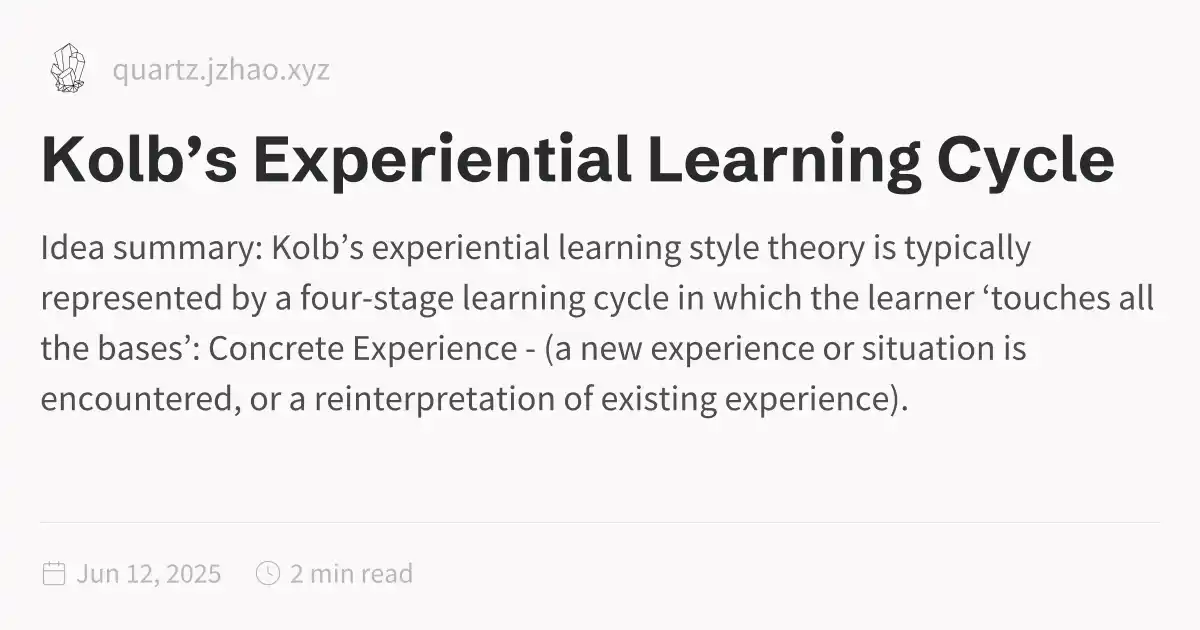 quartz.jzhao.xyz
Kolb’s Experiential Learning Cycle
Idea summary: Kolb’s experiential learning style theory is typically
represented by a four-stage learning cycle in which the learner ‘touches all
the bases’: Concrete Experience - (a new experience or situation is
encountered, or a reinterpretation of existing experience).
Jun 12, 2025 2 min read